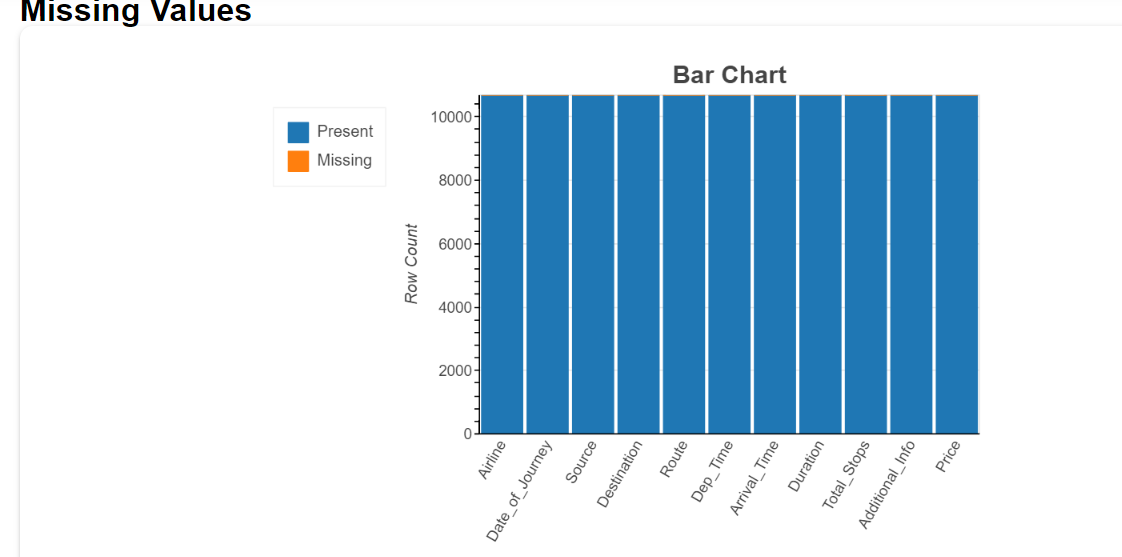 Missing Values
Bar Chart
Present
Missing
Row Count
10000
8000
6000
4000
2000
0
Airline
Date_of_Journey
Source
Destination
Route
Dep_Time
Arrival_Time
Duration
Total_Stops
Additional_Info
Price